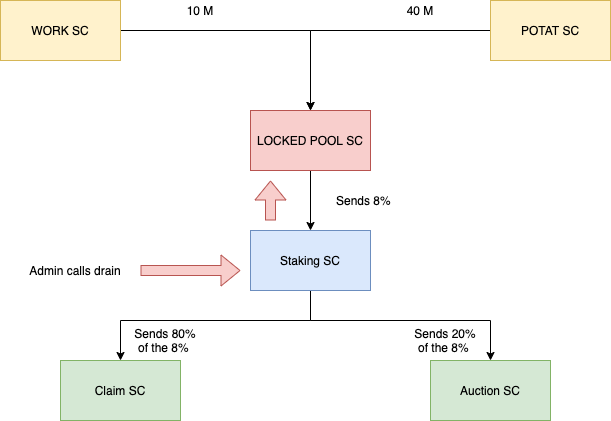 10 M
40 M
WORK SC
POTAT SC
LOCKED POOL SC
Sends 8%
Staking SC
Admin calls drain
Sends 80%
of the 8%
Sends 20%
of the 8%
Claim SC
Auction SC